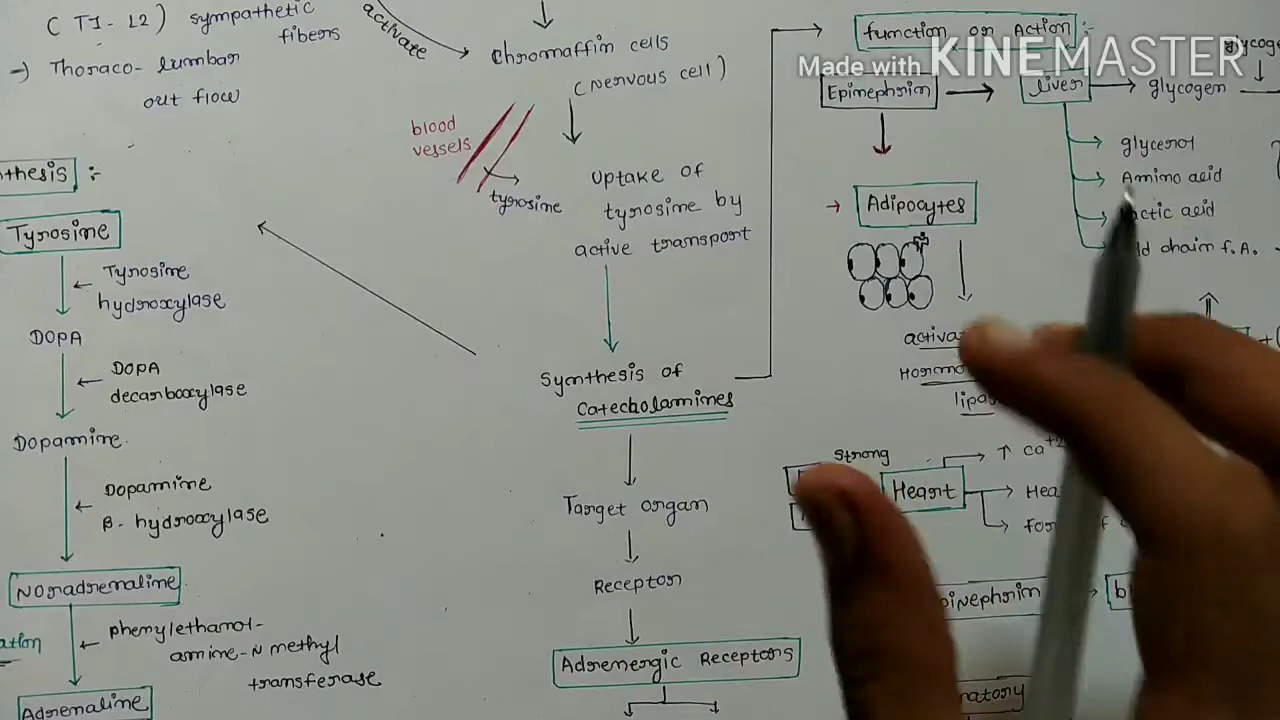 ( T1 - L2 ) sympathetic
fibers
-) Thoraco - lumbar
out flow
activate
chromaffin cells
( nervous cell )
blood
vessels
tyrosine
uptake of
tyrosine by
active transport
Synthesis of
catecholamines
Target organ
Receptor
Adrenergic Receptors
:-
Tyrosine
Tyrosine
hydroxylase
DOPA
DOPA
decarboxylase
Dopamine.
Dopamine
β - hydroxylase
Noradrenaline
phenylethanol-
amine-N methyl
transferase
Adrenaline
function or Action :-
Made with KINEMASTER
Epinephrin
liver
glycogen
glycerol
Amino acid
chain f.A.
Adipocytes
Strong
Heart
↑ ca+2